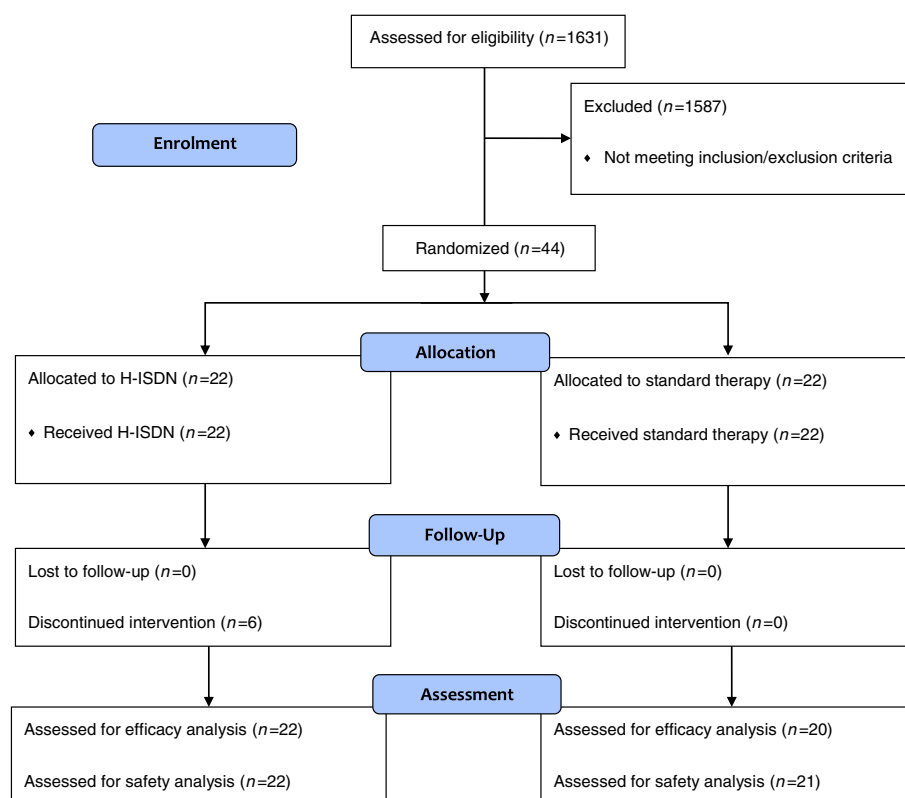 Assessed for eligibility (n=1631)
Excluded (n=1587)
♦ Not meeting inclusion/exclusion criteria
Enrolment
Randomized (n=44)
Allocation
Allocated to H-ISDN (n=22)
♦ Received H-ISDN (n=22)
Allocated to standard therapy (n=22)
♦ Received standard therapy (n=22)
Follow-Up
Lost to follow-up (n=0)
Discontinued intervention (n=6)
Lost to follow-up (n=0)
Discontinued intervention (n=0)
Assessment
Assessed for efficacy analysis (n=22)
Assessed for safety analysis (n=22)
Assessed for efficacy analysis (n=20)
Assessed for safety analysis (n=21)